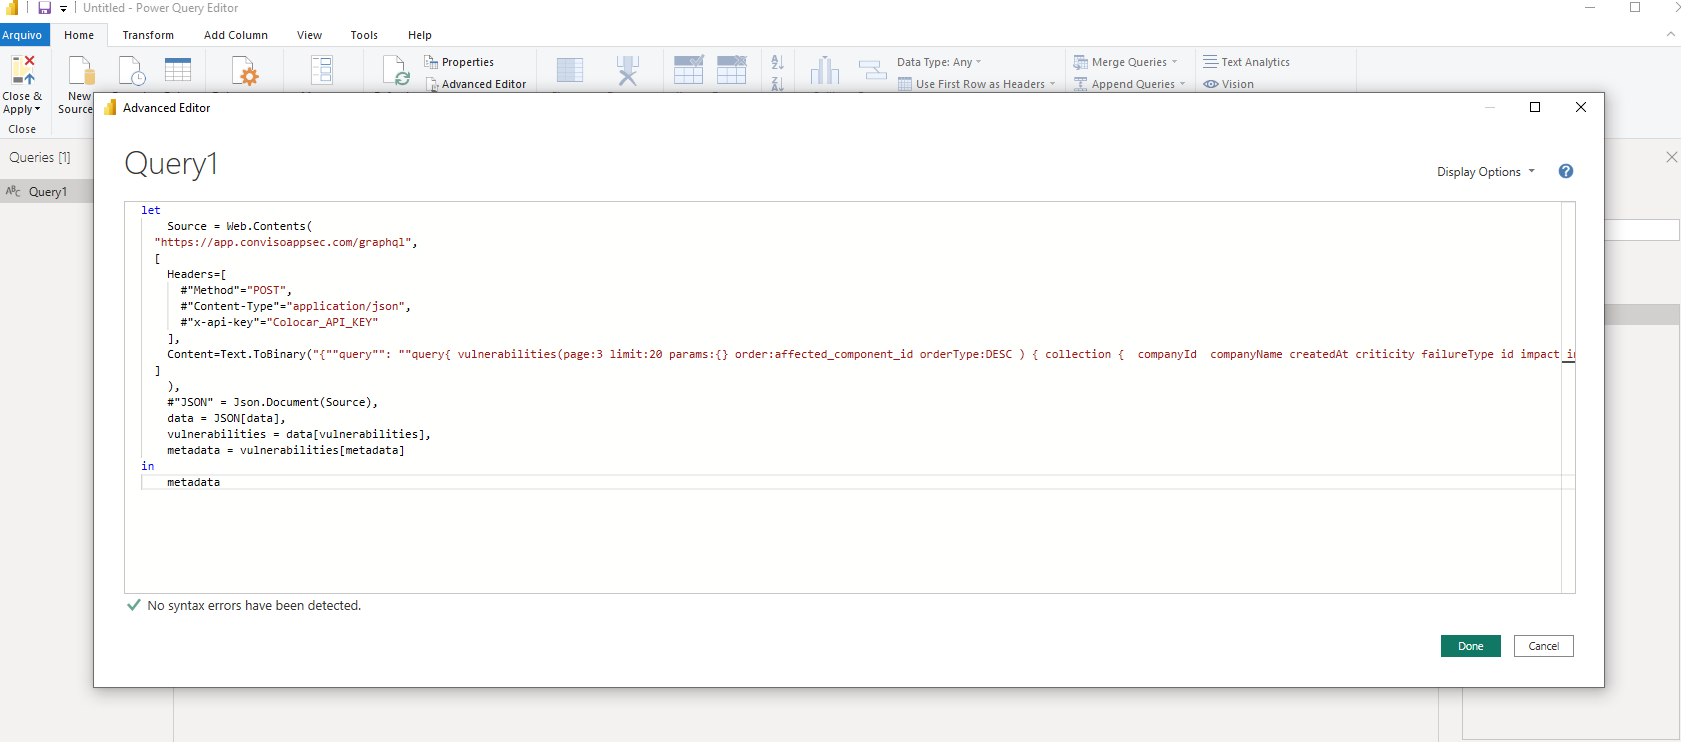 Untitled - Power Query Editor
Arquivo Home Transform Add Column View Tools Help
Close & Apply
New Source
Properties
Advanced Editor
Data Type: Any
Use First Row as Headers
Merge Queries
Append Queries
Text Analytics
Vision
Close
Queries [1]
ABC Query1
Advanced Editor
Query1
Display Options
let
Source = Web.Contents(
"https://app.convisoappsec.com/graphql",
[
Headers=[
#"Method"="POST",
#"Content-Type"="application/json",
#"x-api-key"="Colocar_API_KEY"
],
Content=Text.ToBinary("{""query"": ""query{ vulnerabilities(page:3 limit:20 params:{} order:affected_component_id orderType:DESC ) { collection {  companyId  companyName createdAt criticity failureType id impact
]
),
#"JSON" = Json.Document(Source),
data = JSON[data],
vulnerabilities = data[vulnerabilities],
metadata = vulnerabilities[metadata]
in
metadata
No syntax errors have been detected.
Done
Cancel